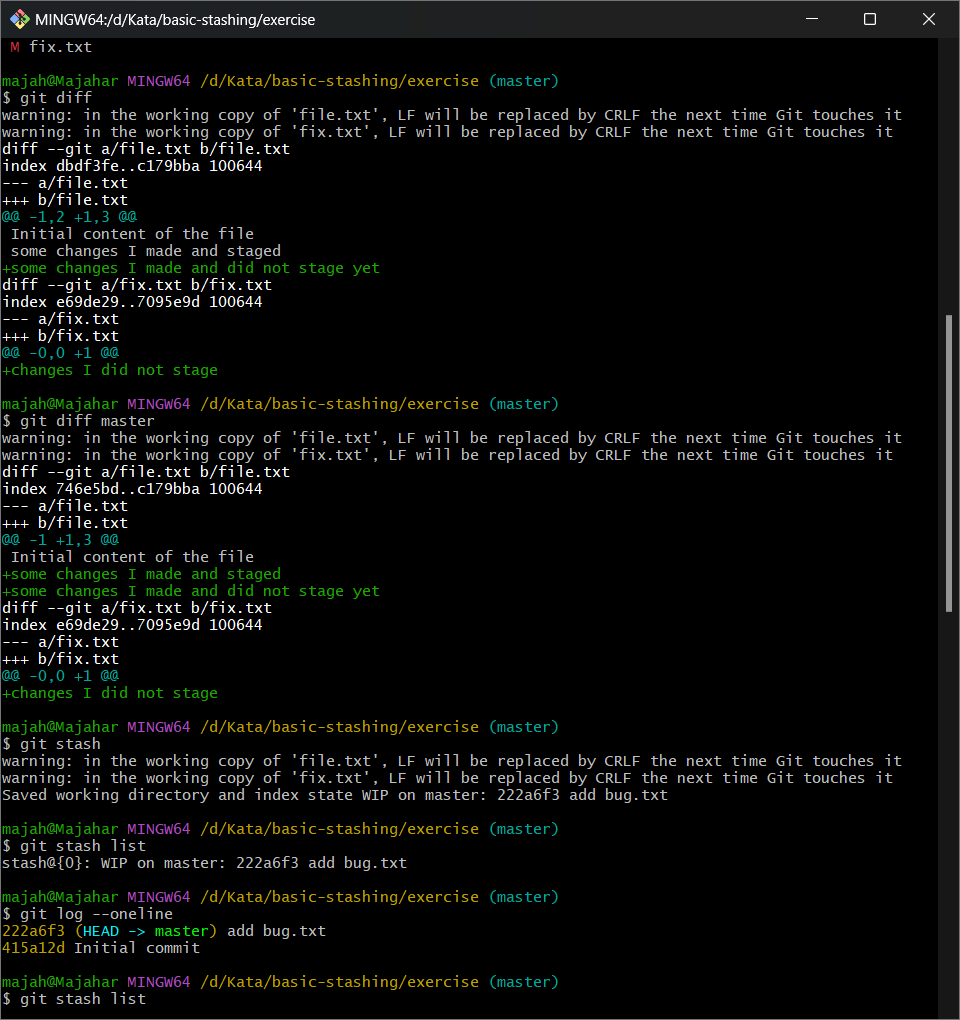 MINGW64:/d/Kata/basic-stashing/exercise
 M fix.txt
majah@Majahar MINGW64 /d/Kata/basic-stashing/exercise (master)
$ git diff
warning: in the working copy of 'file.txt', LF will be replaced by CRLF the next time Git touches it
warning: in the working copy of 'fix.txt', LF will be replaced by CRLF the next time Git touches it
diff --git a/file.txt b/file.txt
index dbdf3fe..c179bba 100644
--- a/file.txt
+++ b/file.txt
@@ -1,2 +1,3 @@
 Initial content of the file
 some changes I made and staged
+some changes I made and did not stage yet
diff --git a/fix.txt b/fix.txt
index e69de29..7095e9d 100644
--- a/fix.txt
+++ b/fix.txt
@@ -0,0 +1 @@
+changes I did not stage
majah@Majahar MINGW64 /d/Kata/basic-stashing/exercise (master)
$ git diff master
warning: in the working copy of 'file.txt', LF will be replaced by CRLF the next time Git touches it
warning: in the working copy of 'fix.txt', LF will be replaced by CRLF the next time Git touches it
diff --git a/file.txt b/file.txt
index 746e5bd..c179bba 100644
--- a/file.txt
+++ b/file.txt
@@ -1 +1,3 @@
 Initial content of the file
+some changes I made and staged
+some changes I made and did not stage yet
diff --git a/fix.txt b/fix.txt
index e69de29..7095e9d 100644
--- a/fix.txt
+++ b/fix.txt
@@ -0,0 +1 @@
+changes I did not stage
majah@Majahar MINGW64 /d/Kata/basic-stashing/exercise (master)
$ git stash
warning: in the working copy of 'file.txt', LF will be replaced by CRLF the next time Git touches it
warning: in the working copy of 'fix.txt', LF will be replaced by CRLF the next time Git touches it
Saved working directory and index state WIP on master: 222a6f3 add bug.txt
majah@Majahar MINGW64 /d/Kata/basic-stashing/exercise (master)
$ git stash list
stash@{0}: WIP on master: 222a6f3 add bug.txt
majah@Majahar MINGW64 /d/Kata/basic-stashing/exercise (master)
$ git log --oneline
222a6f3 (HEAD -> master) add bug.txt
415a12d Initial commit
majah@Majahar MINGW64 /d/Kata/basic-stashing/exercise (master)
$ git stash list